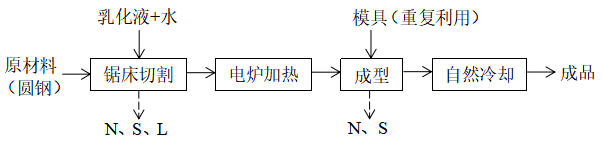 乳化液+水
模具（重复利用）
原材料
（圆钢）
锯床切割
电炉加热
成型
自然冷却
成品
N、S、L
N、S